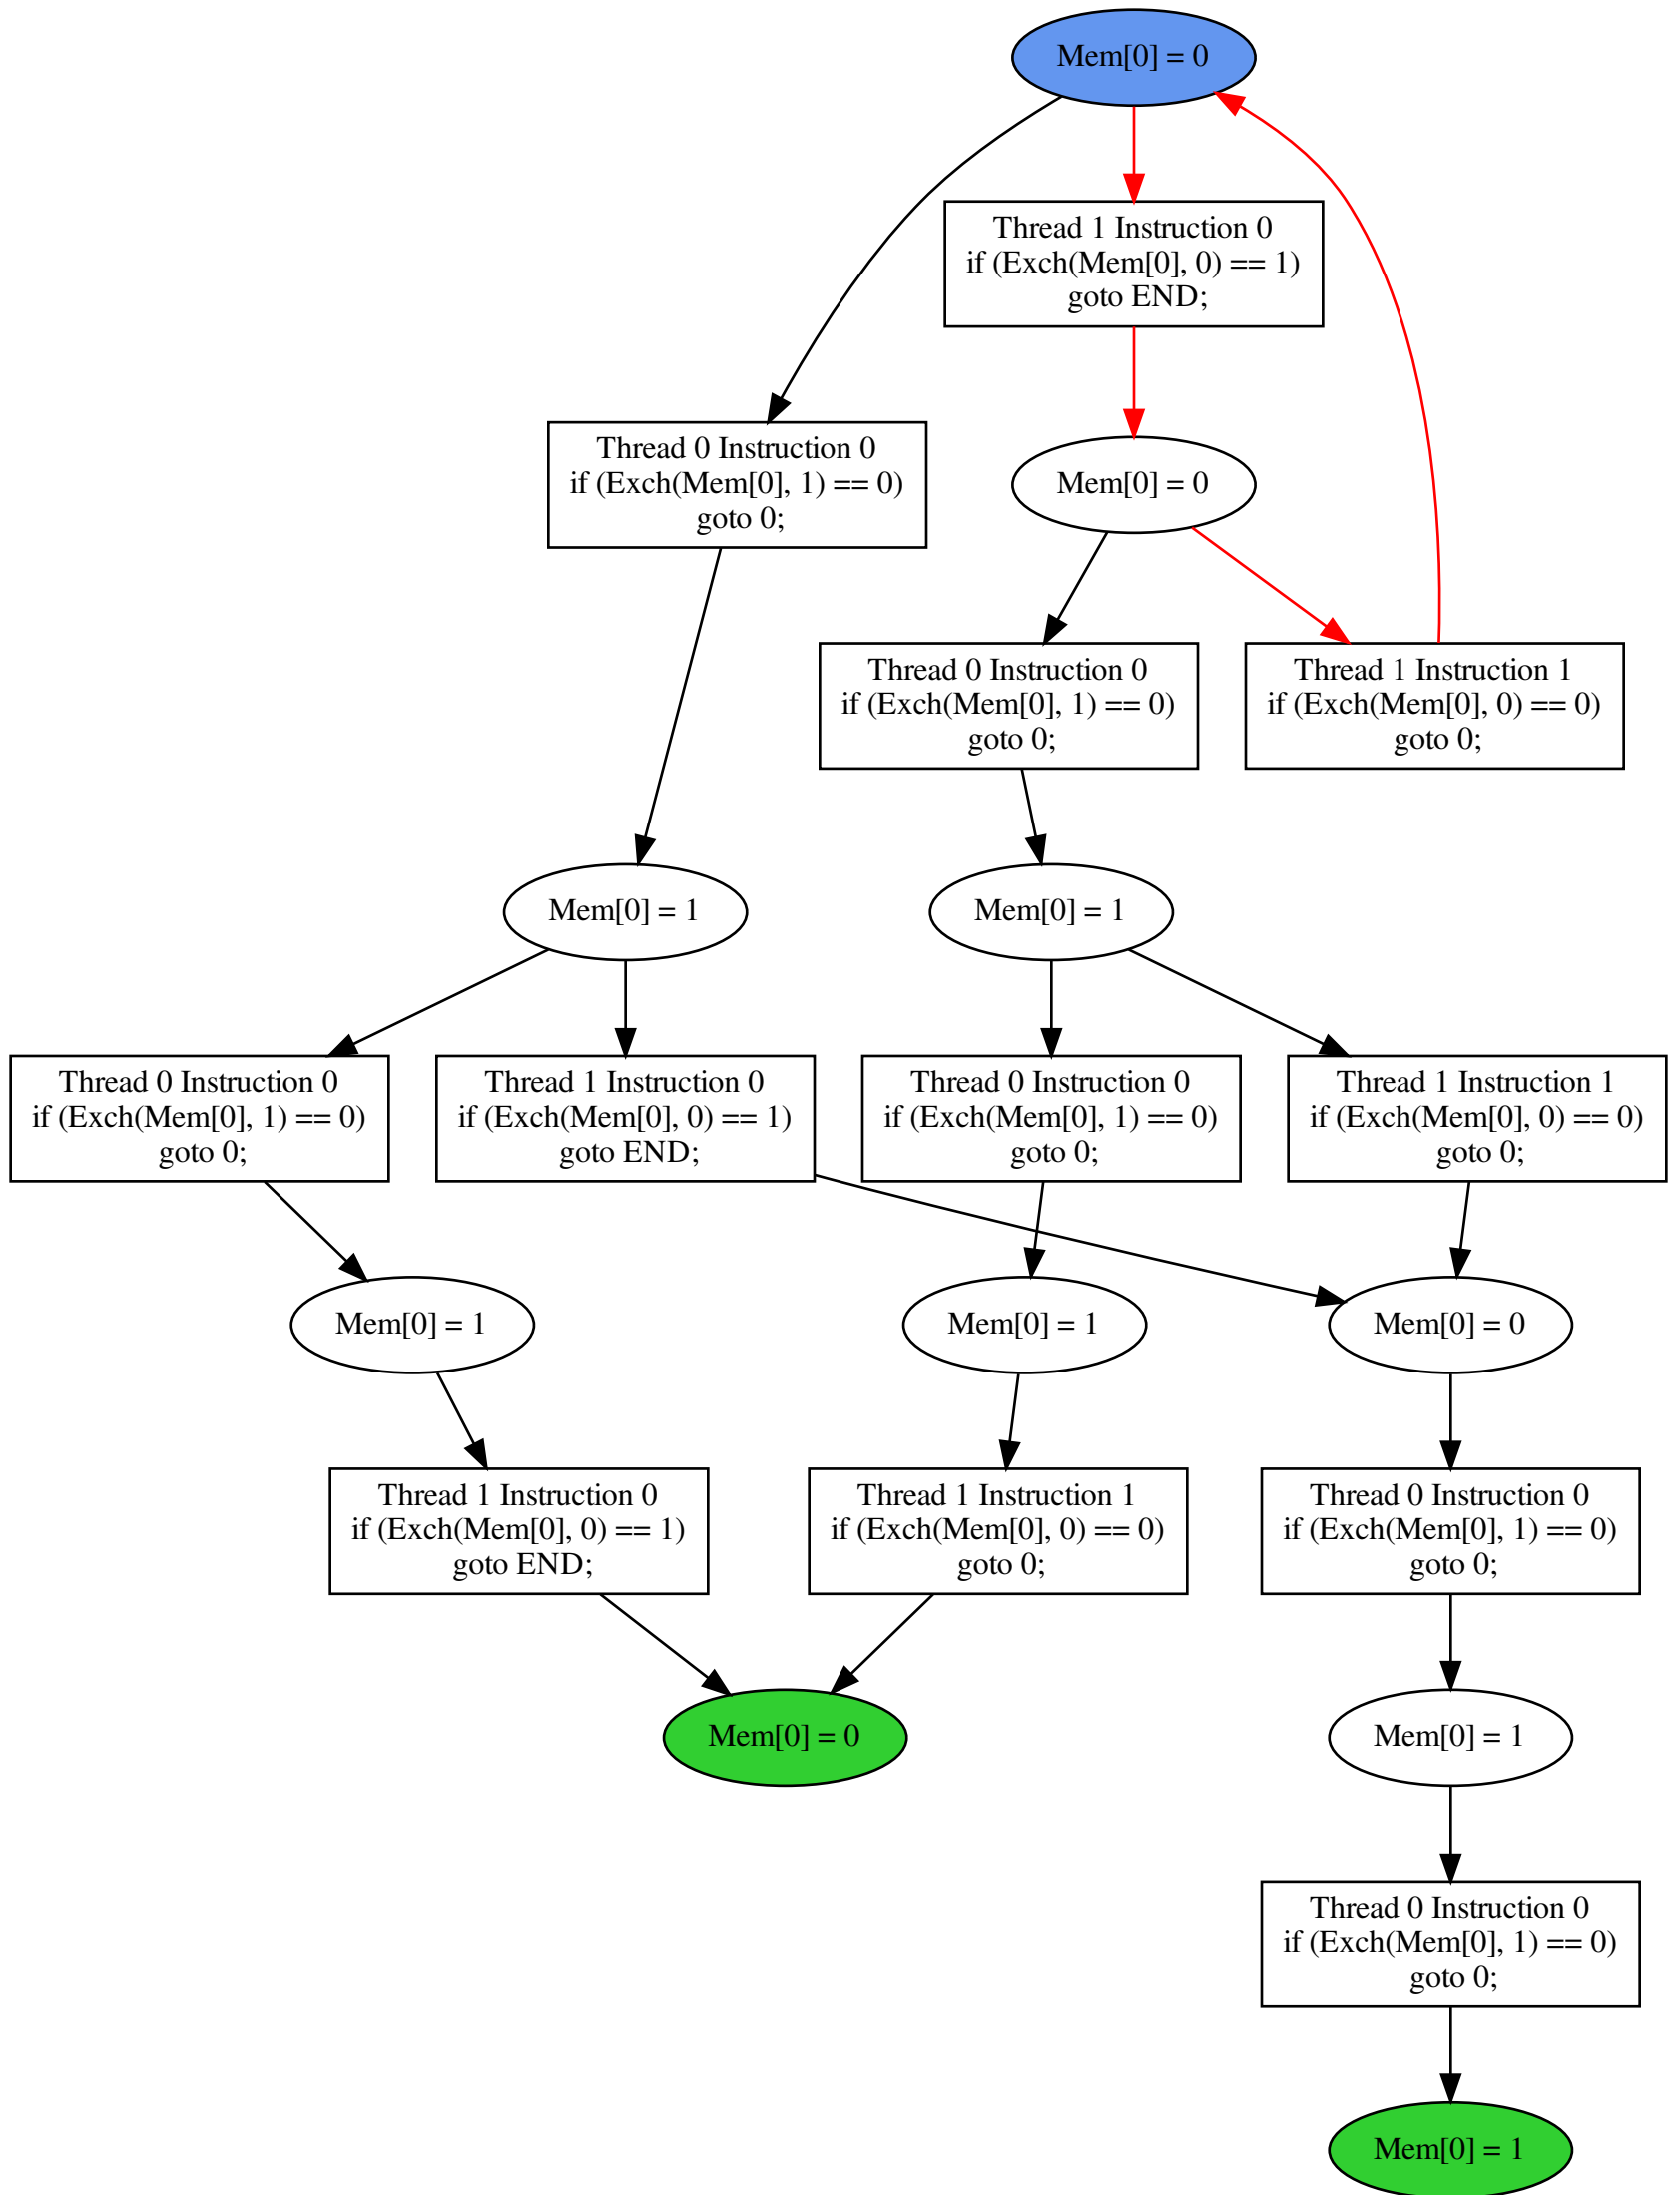 Mem[0] = 0
Thread 1 Instruction 0
if (Exch(Mem[0], 0) == 1)
goto END;
Thread 0 Instruction 0
if (Exch(Mem[0], 1) == 0)
goto 0;
Mem[0] = 0
Thread 0 Instruction 0
if (Exch(Mem[0], 1) == 0)
goto 0;
Thread 1 Instruction 1
if (Exch(Mem[0], 0) == 0)
goto 0;
Mem[0] = 1
Mem[0] = 1
Thread 0 Instruction 0
if (Exch(Mem[0], 1) == 0)
goto 0;
Thread 1 Instruction 0
if (Exch(Mem[0], 0) == 1)
goto END;
Thread 0 Instruction 0
if (Exch(Mem[0], 1) == 0)
goto 0;
Thread 1 Instruction 1
if (Exch(Mem[0], 0) == 0)
goto 0;
Mem[0] = 1
Mem[0] = 1
Mem[0] = 0
Thread 1 Instruction 0
if (Exch(Mem[0], 0) == 1)
goto END;
Thread 1 Instruction 1
if (Exch(Mem[0], 0) == 0)
goto 0;
Thread 0 Instruction 0
if (Exch(Mem[0], 1) == 0)
goto 0;
Mem[0] = 0
Mem[0] = 1
Thread 0 Instruction 0
if (Exch(Mem[0], 1) == 0)
goto 0;
Mem[0] = 1